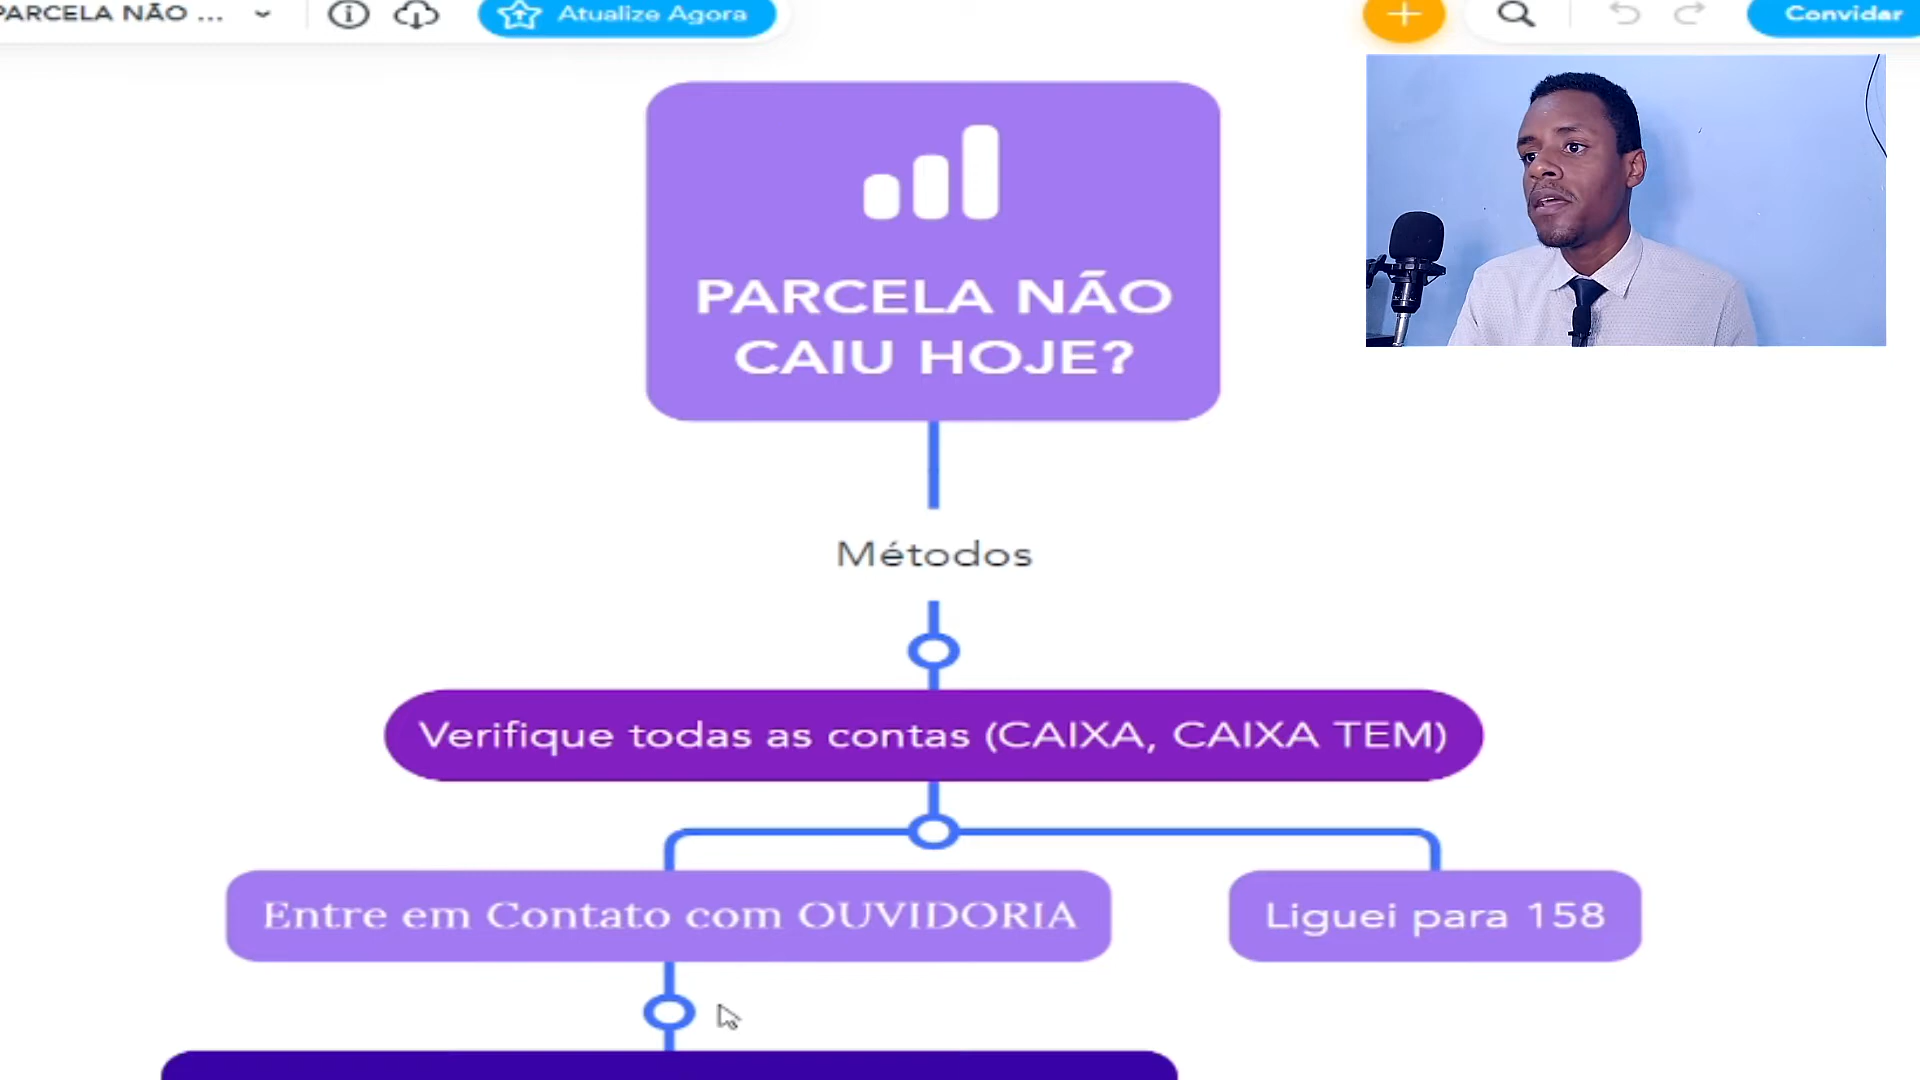 PARCELA NÃO ...
Atualize Agora
Convidar
PARCELA NÃO
CAIU HOJE?
Métodos
Verifique todas as contas (CAIXA, CAIXA TEM)
Entre em Contato com OUVIDORIA
Liguei para 158